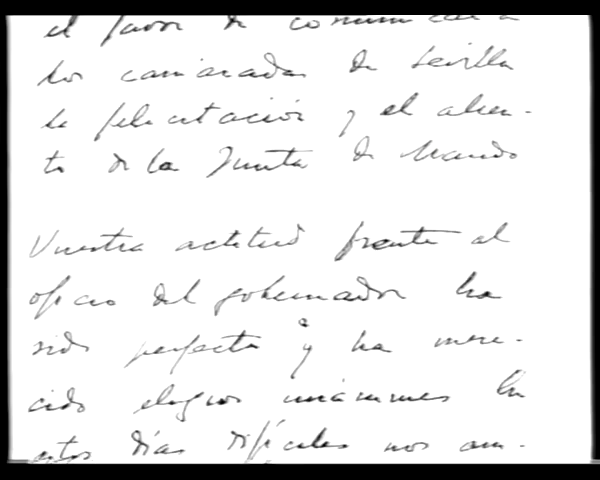 el favor de comunicar a
los camaradas de Sevilla
la felicitación y el alien-
to de la Junta de Mando
Vuestra actitud frente al
oficio del gobernador ha
sido perfecta y ha mere-
cido elogios unánimes En
estos días difíciles nos am-